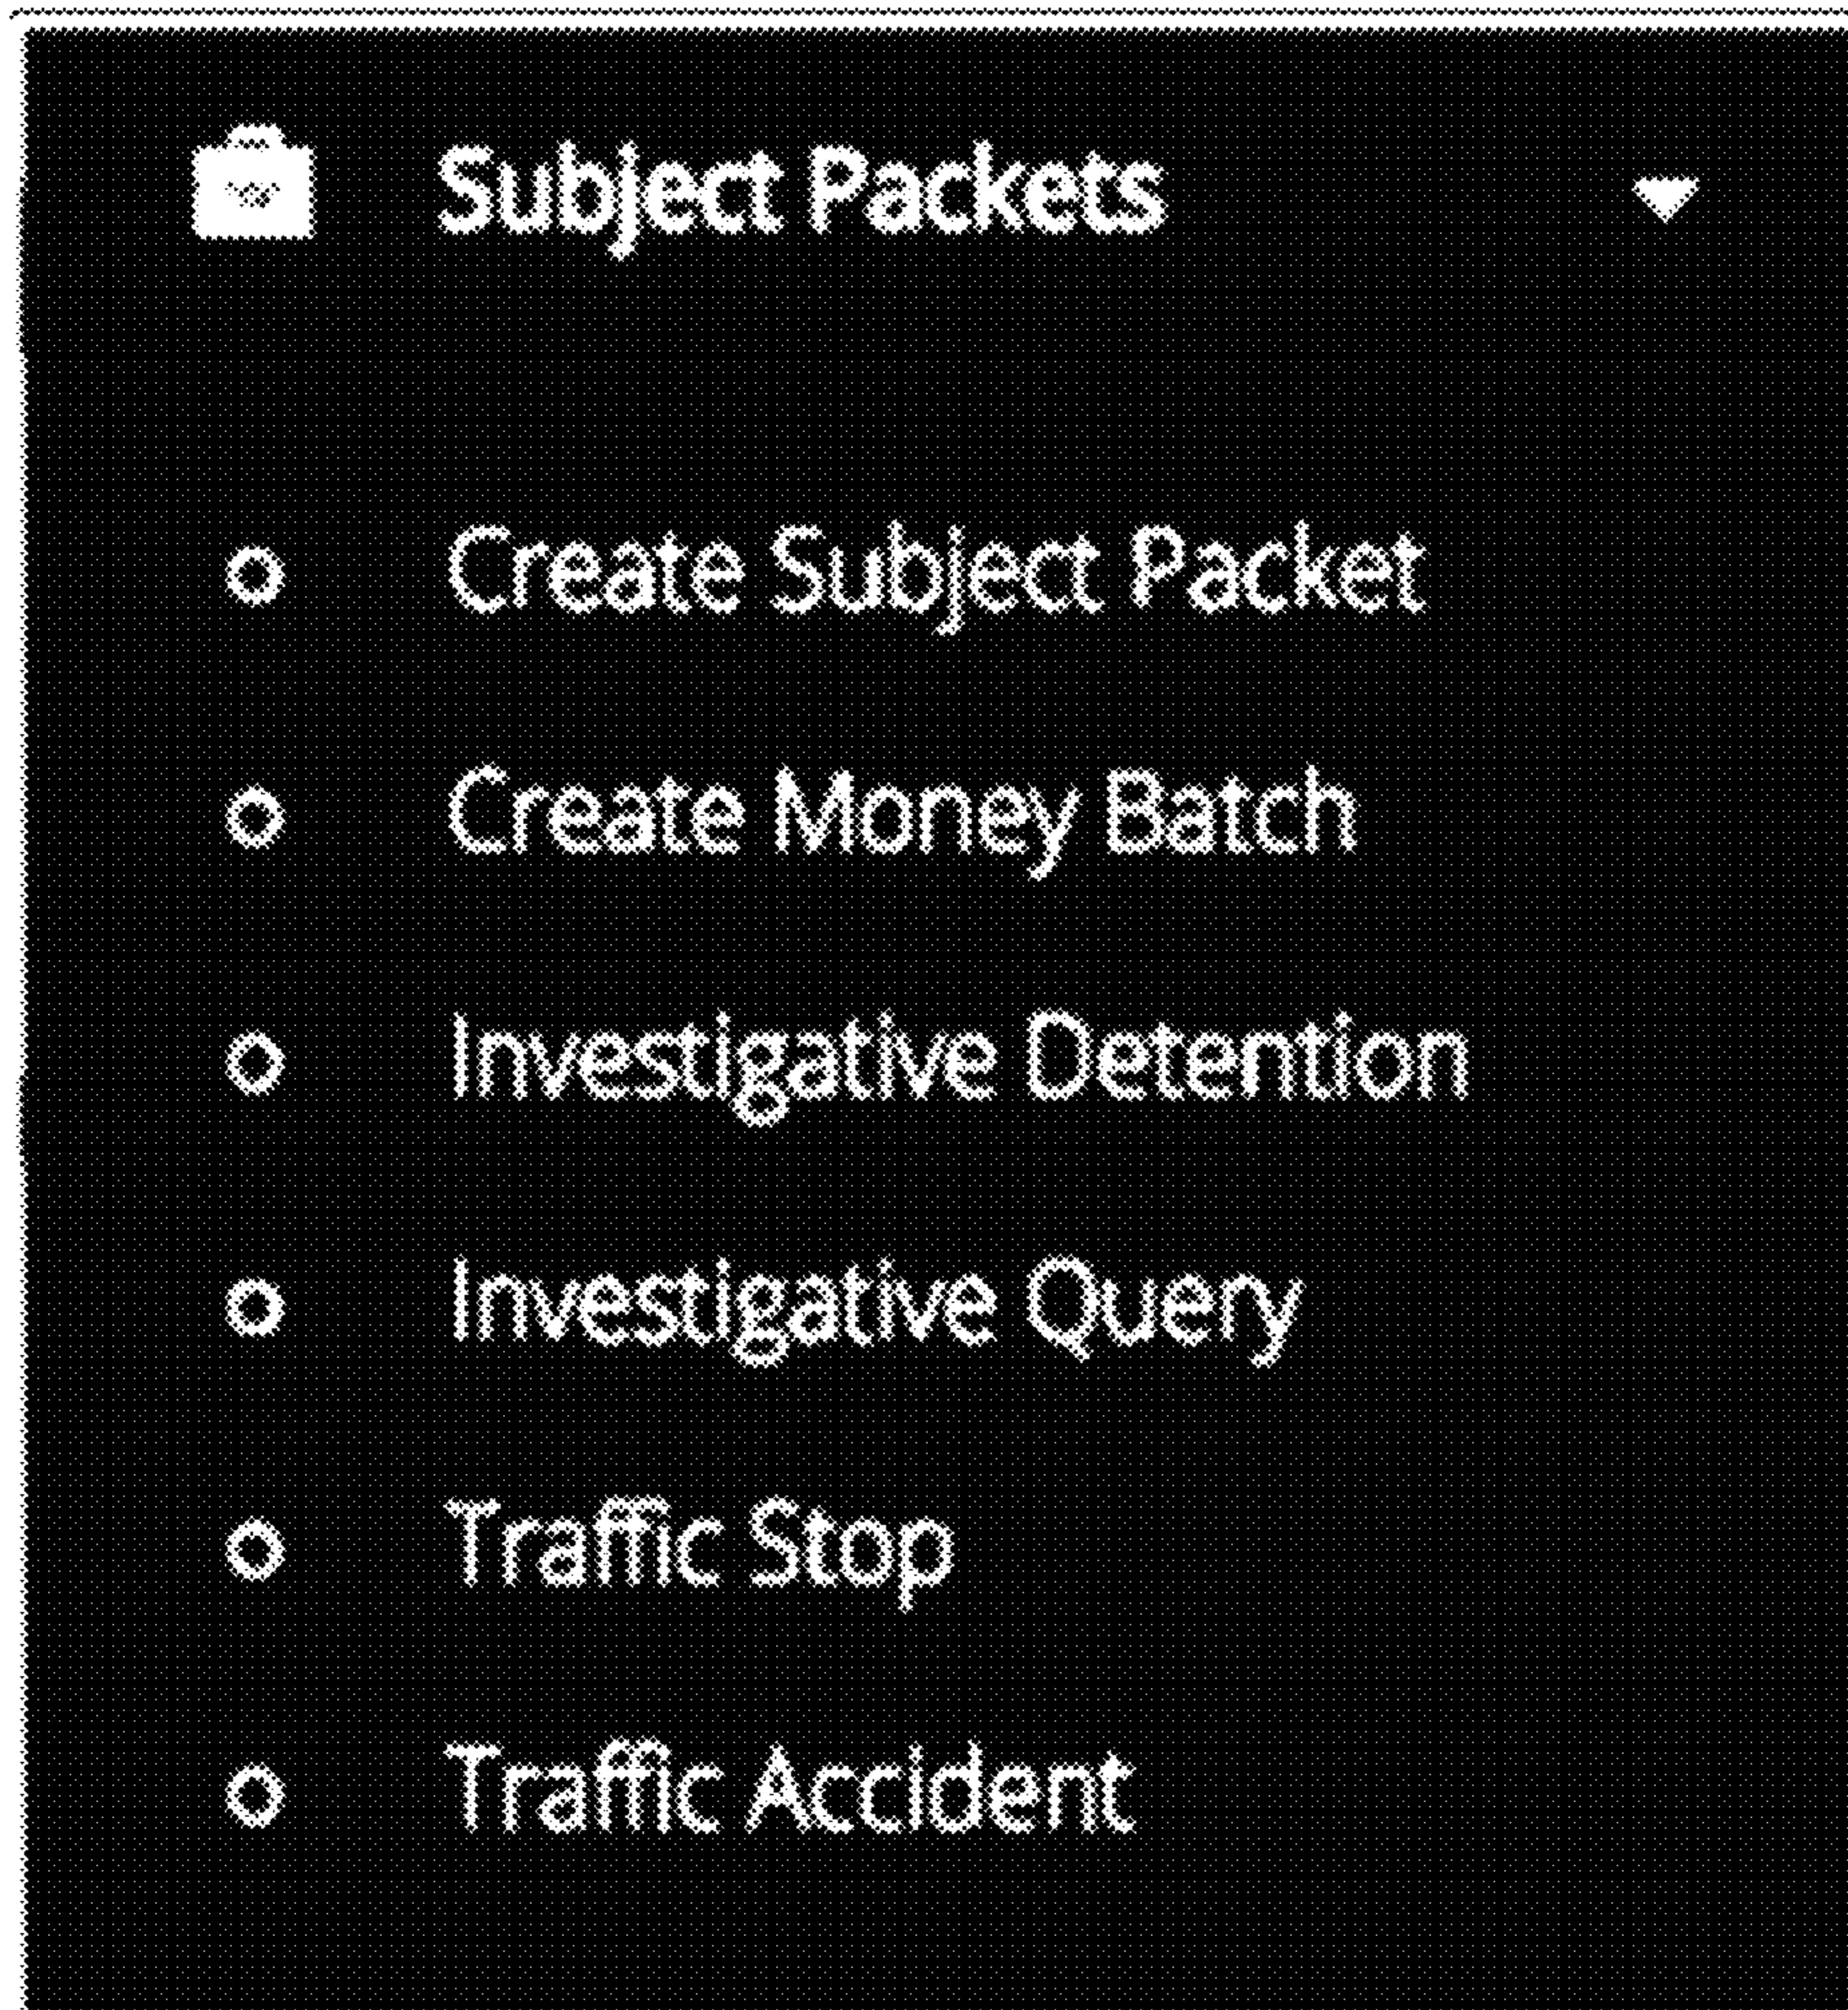 Subject Packets
Create Subject Packet
Create Money Batch
Investigative Detention
Investigative Query
Traffic Stop
Traffic Accident